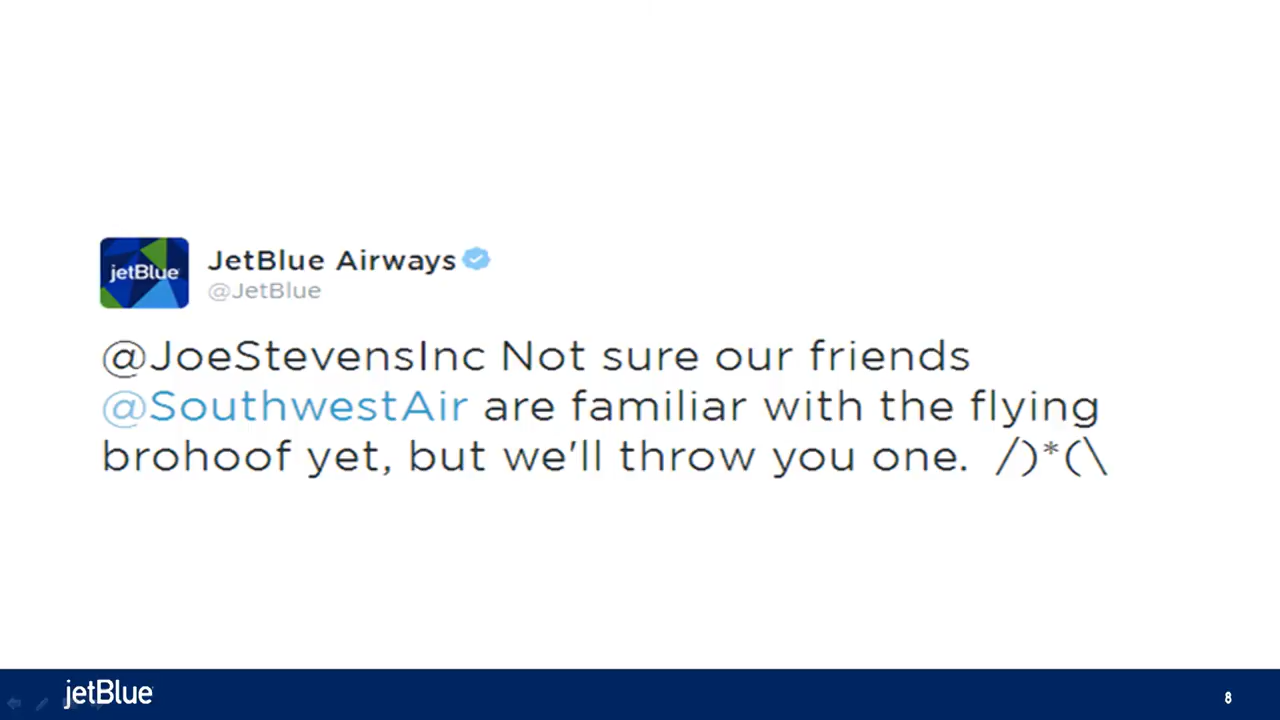 jetBlue
JetBlue Airways
@JetBlue
@JoeStevensInc Not sure our friends
@SouthwestAir are familiar with the flying
brohoof yet, but we'll throw you one.  /)*(\
jetBlue
8